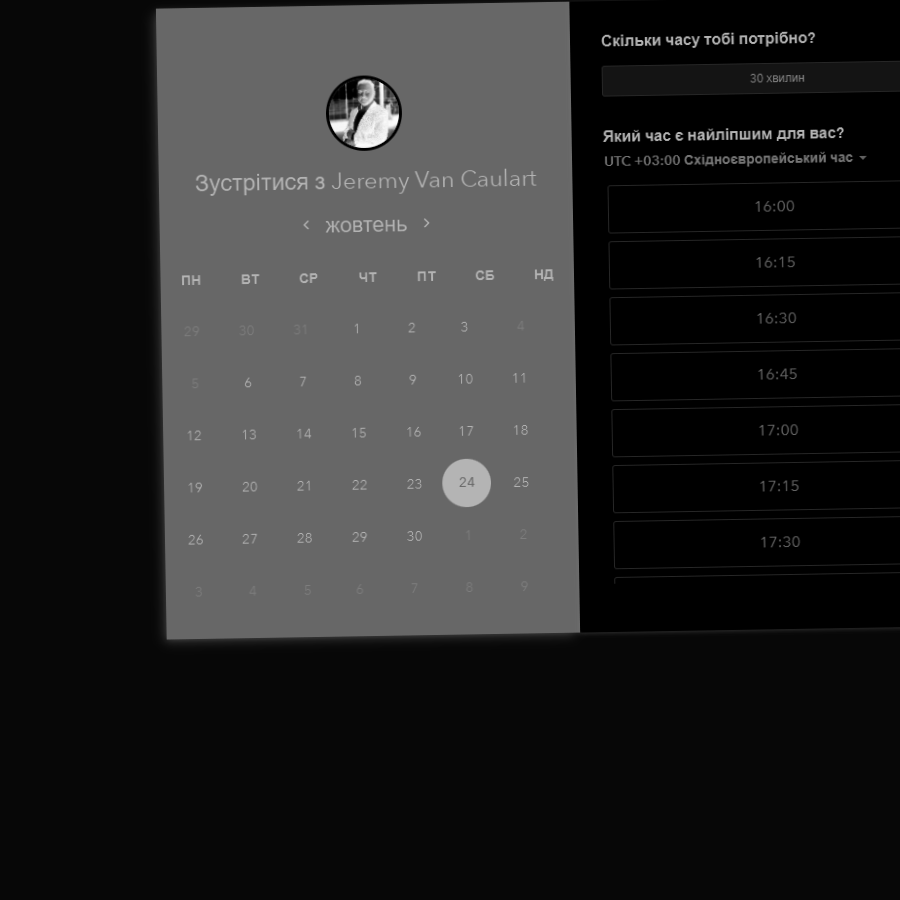 Зустрітися з Jeremy Van Caulart
‹ жовтень ›
ПН ВТ СР ЧТ ПТ СБ НД
29 30 31 1 2 3 4
5 6 7 8 9 10 11
12 13 14 15 16 17 18
19 20 21 22 23 24 25
26 27 28 29 30 1 2
3 4 5 6 7 8 9
Скільки часу тобі потрібно?
30 хвилин
Який час є найліпшим для вас?
UTC +03:00 Східноєвропейський час
16:00
16:15
16:30
16:45
17:00
17:15
17:30